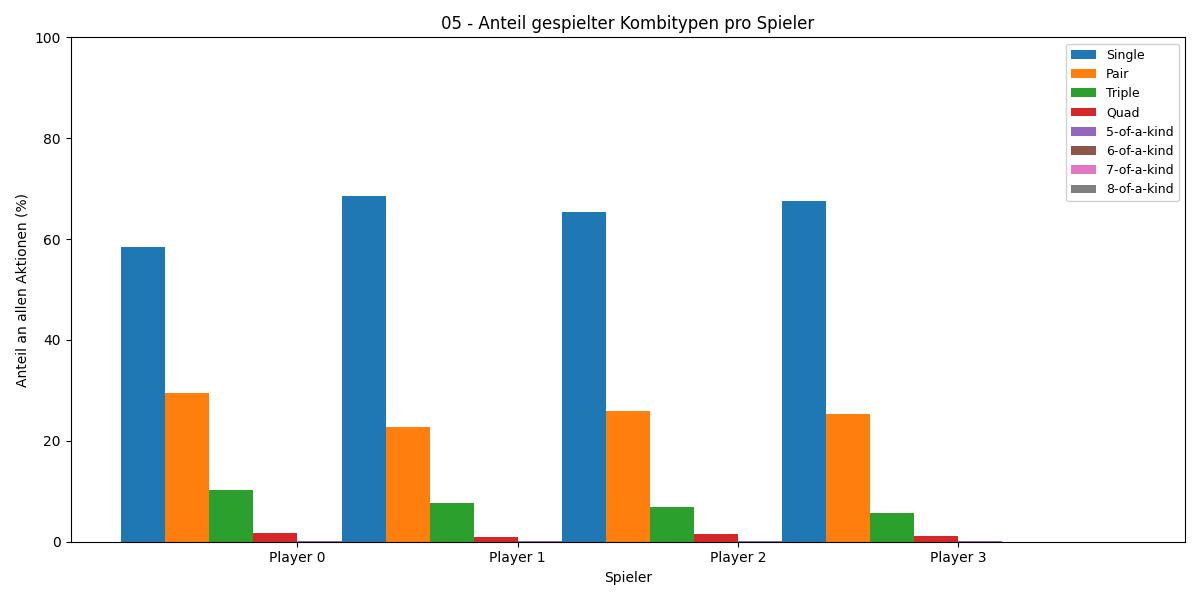 05 - Anteil gespielter Kombitypen pro Spieler
Anteil an allen Aktionen (%)
100
80
60
40
20
0
Single
Pair
Triple
Quad
5-of-a-kind
6-of-a-kind
7-of-a-kind
8-of-a-kind
Player 0
Player 1
Player 2
Player 3
Spieler